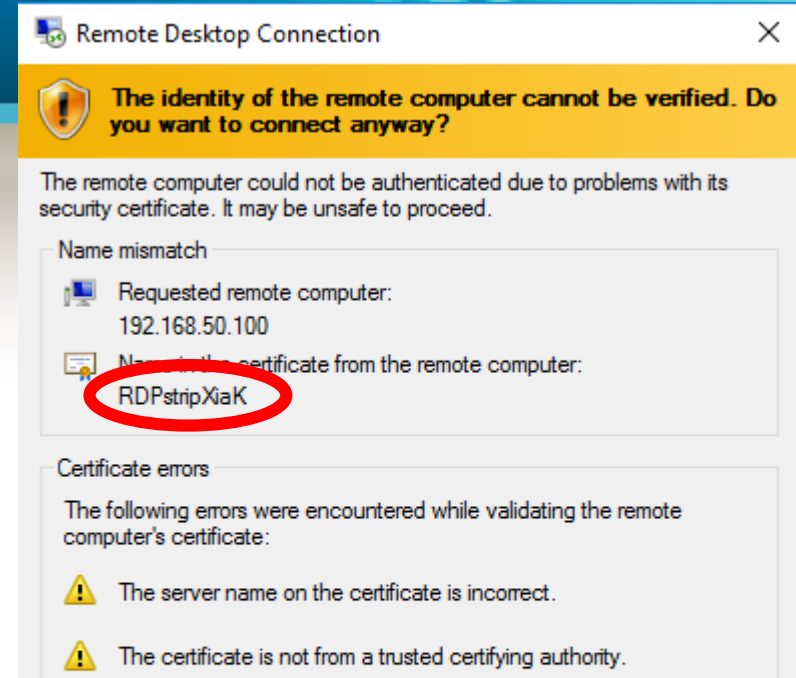 Remote Desktop Connection
The identity of the remote computer cannot be verified. Do
you want to connect anyway?
The remote computer could not be authenticated due to problems with its
security certificate. It may be unsafe to proceed.
Name mismatch
Requested remote computer:
192.168.50.100
Name in the certificate from the remote computer:
RDPstripXiaK
Certificate errors
The following errors were encountered while validating the remote
computer's certificate:
The server name on the certificate is incorrect.
The certificate is not from a trusted certifying authority.